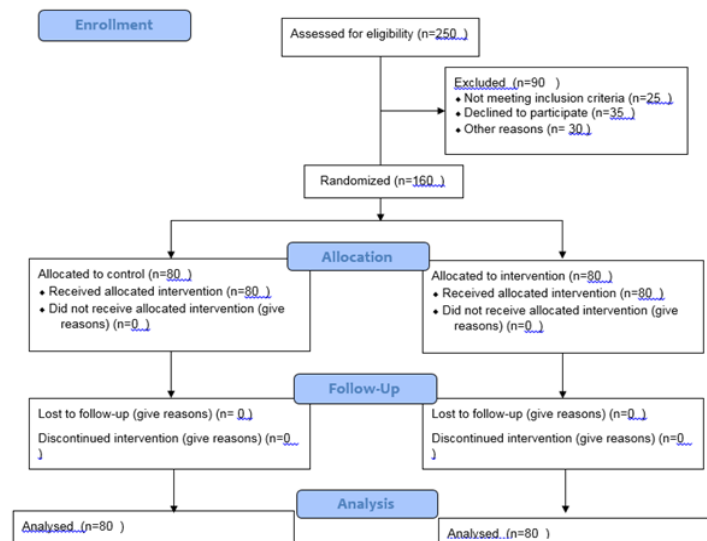 Enrollment
Assessed for eligibility (n=250 )
Excluded (n=90 )
⬥ Not meeting inclusion criteria (n=25 )
⬥ Declined to participate (n=35 )
⬥ Other reasons (n= 30 )
Randomized (n=160 )
Allocation
Allocated to control (n=80 )
⬥ Received allocated intervention (n=80 )
⬥ Did not receive allocated intervention (give
reasons) (n=0 )
Allocated to intervention (n=80 )
⬥ Received allocated intervention (n=80 )
⬥ Did not receive allocated intervention (give
reasons) (n=0 )
Follow-Up
Lost to follow-up (give reasons) (n= 0 )
Discontinued intervention (give reasons) (n=0
)
Lost to follow-up (give reasons) (n=0 )
Discontinued intervention (give reasons) (n=0
)
Analysis
Analysed (n=80 )
Analysed (n=80 )